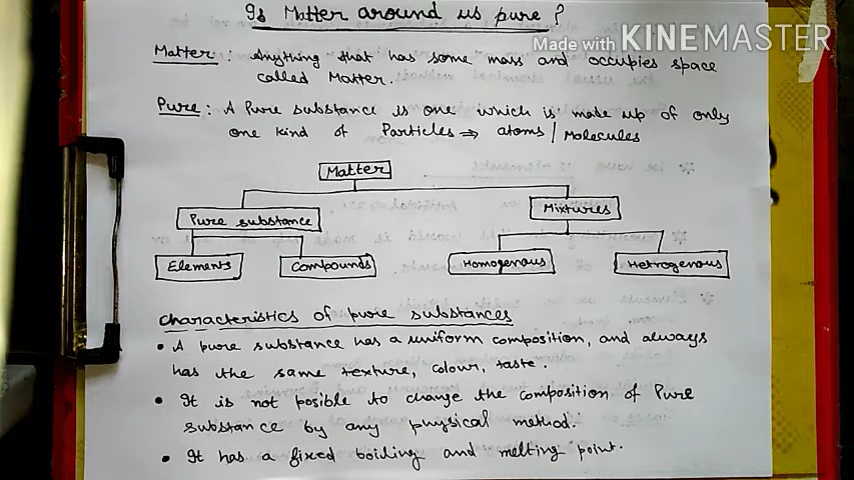 Is Matter around us pure ?
Made with KINEMASTER
Matter : Anything that has some mass and occupies space
called Matter.
Pure : A Pure substance is one which is made up of only
one kind of Particles ⇒ atoms / Molecules
Matter
Pure substance
Mixtures
Elements
Compounds
Homogenous
Hetrogenous
Characteristics of pure substances
• A pure substance has a uniform composition, and always
has the same texture, colour, taste.
• It is not posible to change the composition of Pure
substance by any physical method.
• It has a fixed boiling and melting point.